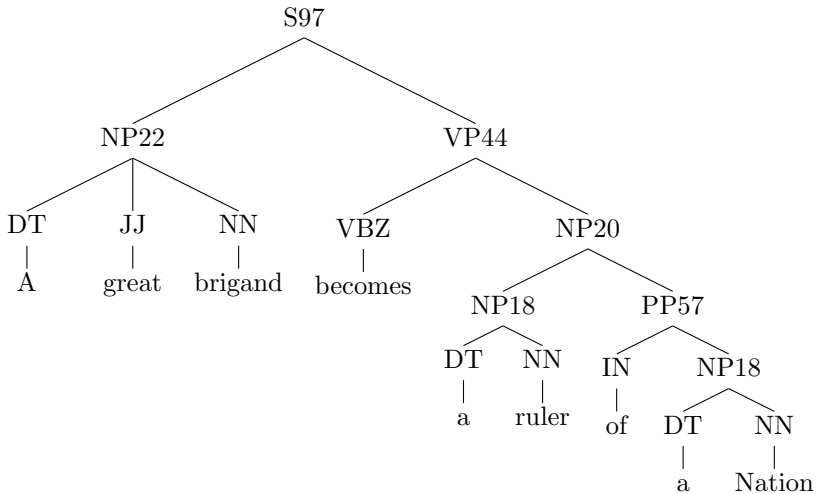 S97
NP22 VP44
DT JJ NN VBZ NP20
A great brigand becomes
NP18 PP57
DT NN IN NP18
a ruler of DT NN
a Nation